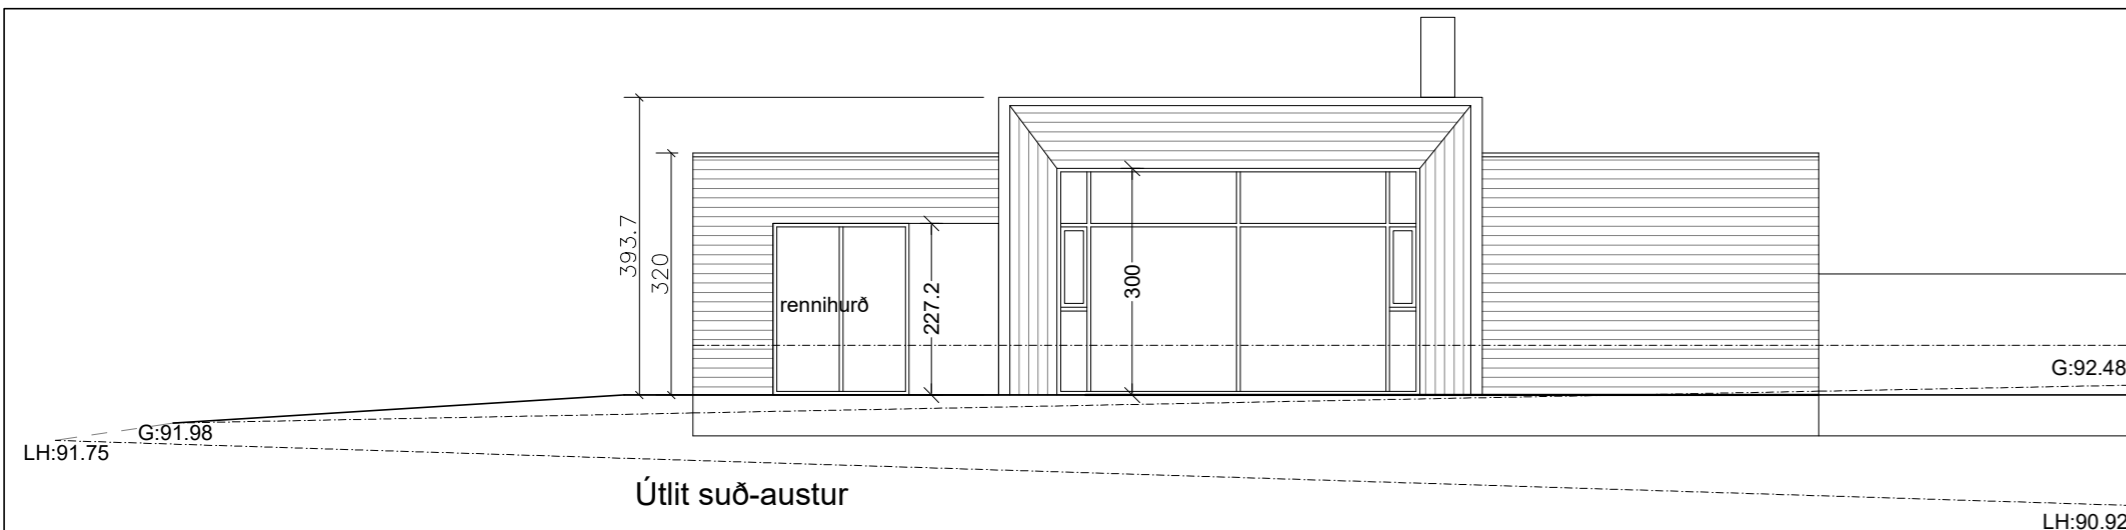 393.7
320
rennihurð
227.2
300
G:92.48
G:91.98
LH:91.75
Útlit suð-austur
LH:90.92